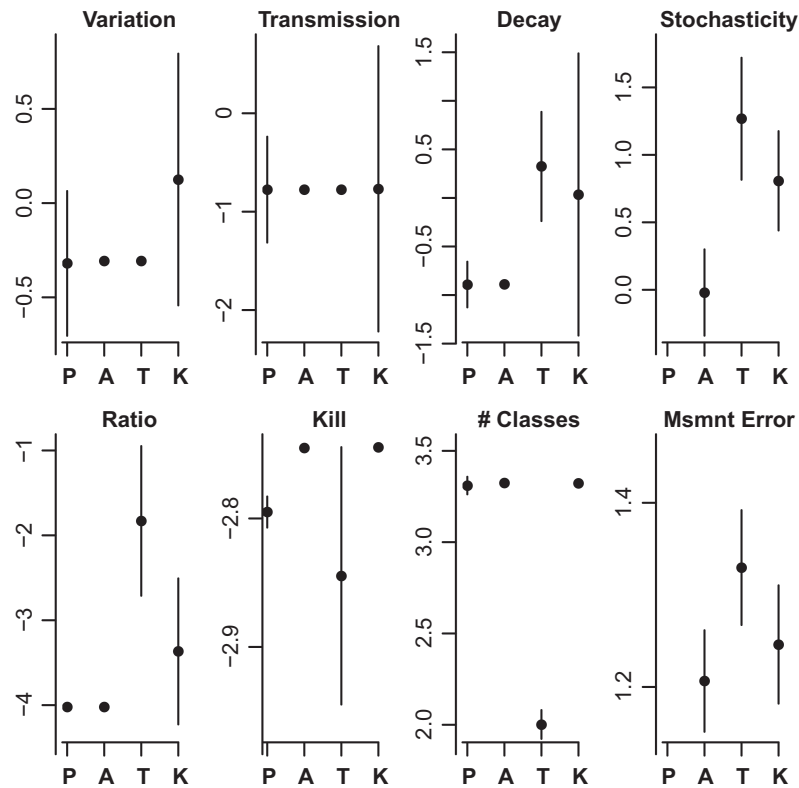 Variation Transmission Decay Stochasticity
0.5
0.0
−0.5
P A T K
0
−1
−2
P A T K
1.5
0.5
−0.5
−1.5
P A T K
1.5
1.0
0.5
0.0
P A T K
Ratio Kill # Classes Msmnt Error
−1
−2
−3
−4
P A T K
−2.8
−2.9
P A T K
3.5
3.0
2.5
2.0
P A T K
1.4
1.2
P A T K